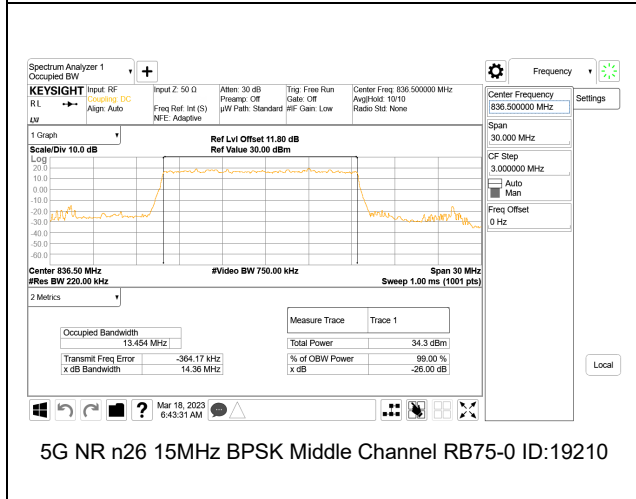 Spectrum Analyzer 1
Occupied BW
+
Frequency
KEYSIGHT Input: RF Input Z: 50 Ω Atten: 30 dB Trig: Free Run Center Freq: 836.500000 MHz
RL Coupling: DC Preamp: Off Gate: Off Avg|Hold: 10/10
Align: Auto Freq Ref: Int (S) µW Path: Standard #IF Gain: Low Radio Std: None
LXI NFE: Adaptive
Center Frequency
836.500000 MHz
Settings
Span
30.000 MHz
CF Step
3.000000 MHz
Auto
Man
Freq Offset
0 Hz
Local
1 Graph
Ref Lvl Offset 11.80 dB
Scale/Div 10.0 dB Ref Value 30.00 dBm
Log
20.0
10.0
0.00
-10.0
-20.0
-30.0
-40.0
-50.0
-60.0
Center 836.50 MHz #Video BW 750.00 kHz Span 30 MHz
#Res BW 220.00 kHz Sweep 1.00 ms (1001 pts)
2 Metrics
Measure Trace Trace 1
Occupied Bandwidth
13.454 MHz
Total Power 34.3 dBm
Transmit Freq Error -364.17 kHz % of OBW Power 99.00 %
x dB Bandwidth 14.36 MHz x dB -26.00 dB
?
Mar 18, 2023
6:43:31 AM
5G NR n26 15MHz BPSK Middle Channel RB75-0 ID:19210